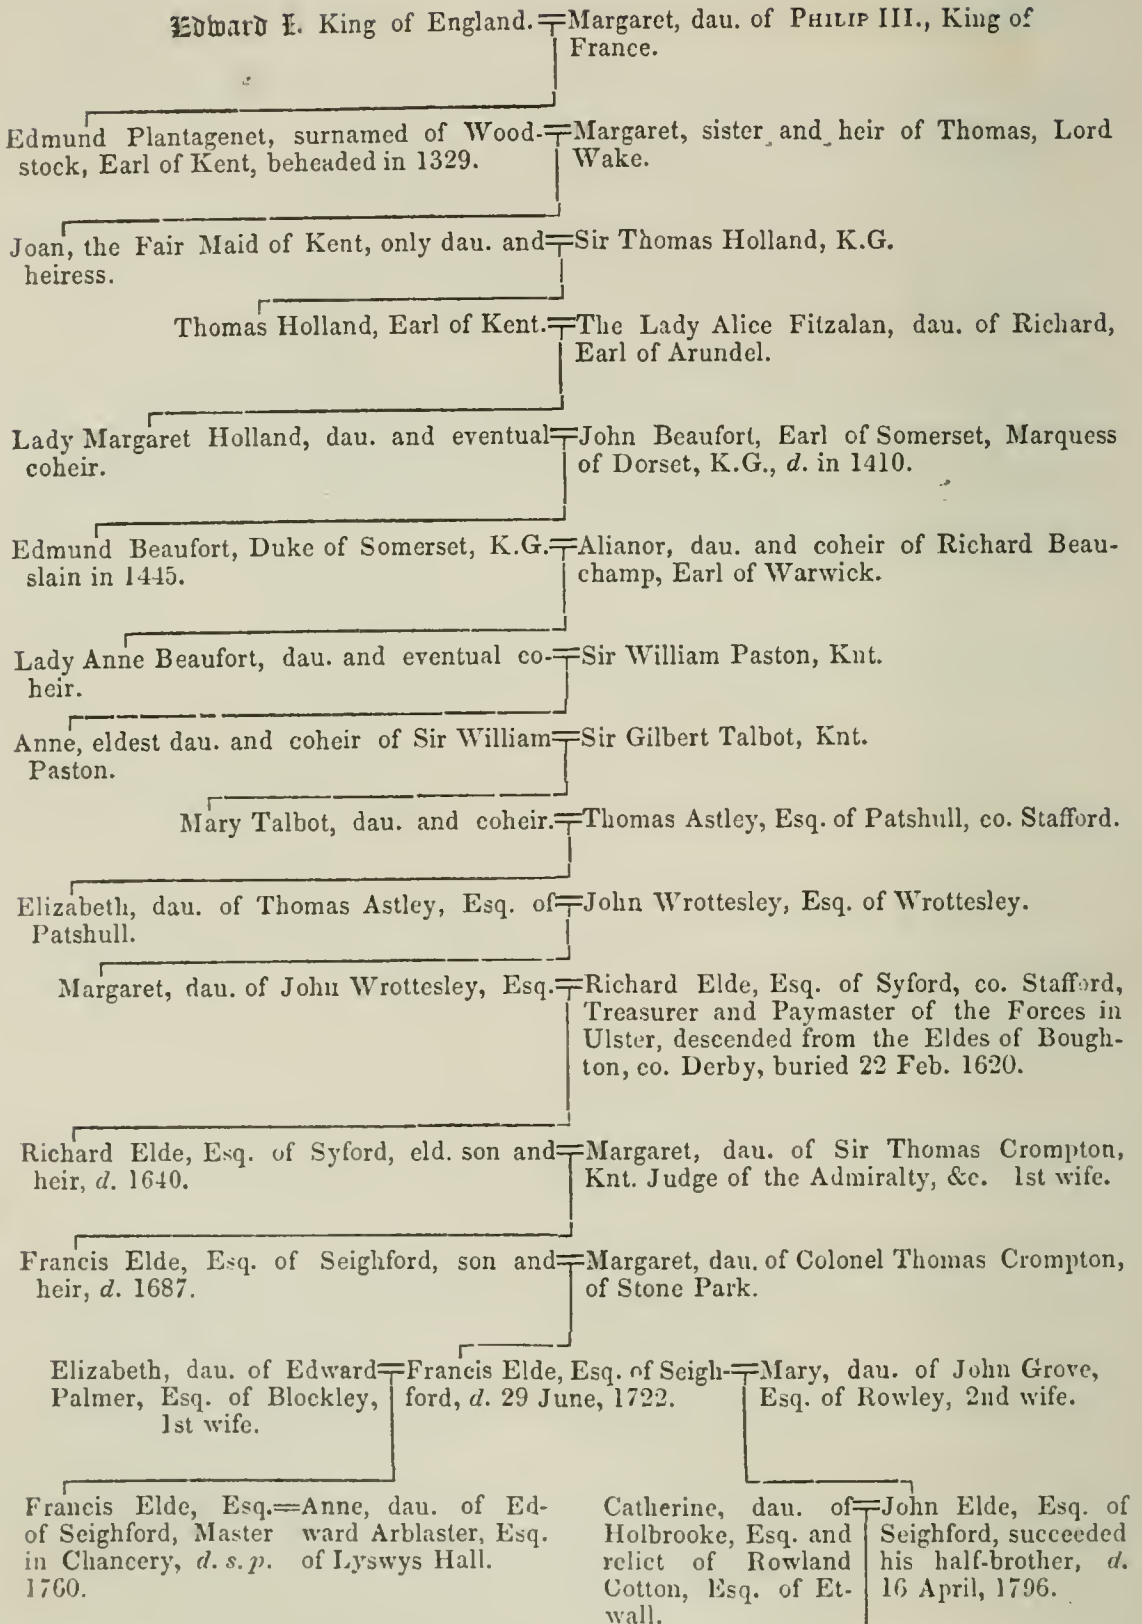 Edward I. King of England.=Margaret, dau. of PHILIP III., King of
France.
Edmund Plantagenet, surnamed of Wood-=Margaret, sister and heir of Thomas, Lord
stock, Earl of Kent, beheaded in 1329. Wake.
Joan, the Fair Maid of Kent, only dau. and=Sir Thomas Holland, K.G.
heiress.
Thomas Holland, Earl of Kent.=The Lady Alice Fitzalan, dau. of Richard,
Earl of Arundel.
Lady Margaret Holland, dau. and eventual=John Beaufort, Earl of Somerset, Marquess
coheir. of Dorset, K.G., d. in 1410.
Edmund Beaufort, Duke of Somerset, K.G.=Alianor, dau. and coheir of Richard Beau-
slain in 1445. champ, Earl of Warwick.
Lady Anne Beaufort, dau. and eventual co-=Sir William Paston, Knt.
heir.
Anne, eldest dau. and coheir of Sir William=Sir Gilbert Talbot, Knt.
Paston.
Mary Talbot, dau. and coheir.=Thomas Astley, Esq. of Patshull, co. Stafford.
Elizabeth, dau. of Thomas Astley, Esq. of=John Wrottesley, Esq. of Wrottesley.
Patshull.
Margaret, dau. of John Wrottesley, Esq.=Richard Elde, Esq. of Syford, co. Stafford,
Treasurer and Paymaster of the Forces in
Ulster, descended from the Eldes of Bough-
ton, co. Derby, buried 22 Feb. 1620.
Richard Elde, Esq. of Syford, eld. son and=Margaret, dau. of Sir Thomas Crompton,
heir, d. 1640. Knt. Judge of the Admiralty, &c. 1st wife.
Francis Elde, Esq. of Seighford, son and=Margaret, dau. of Colonel Thomas Crompton,
heir, d. 1687. of Stone Park.
Elizabeth, dau. of Edward=Francis Elde, Esq. of Seigh-=Mary, dau. of John Grove,
Palmer, Esq. of Blockley, ford, d. 29 June, 1722. Esq. of Rowley, 2nd wife.
1st wife.
Francis Elde, Esq.=Anne, dau. of Ed- Catherine, dau. of=John Elde, Esq. of
of Seighford, Master ward Arblaster, Esq. Holbrooke, Esq. and Seighford, succeeded
in Chancery, d. s. p. of Lyswys Hall. relict of Rowland his half-brother, d.
1760. Cotton, Esq. of Et- 16 April, 1796.
wall.